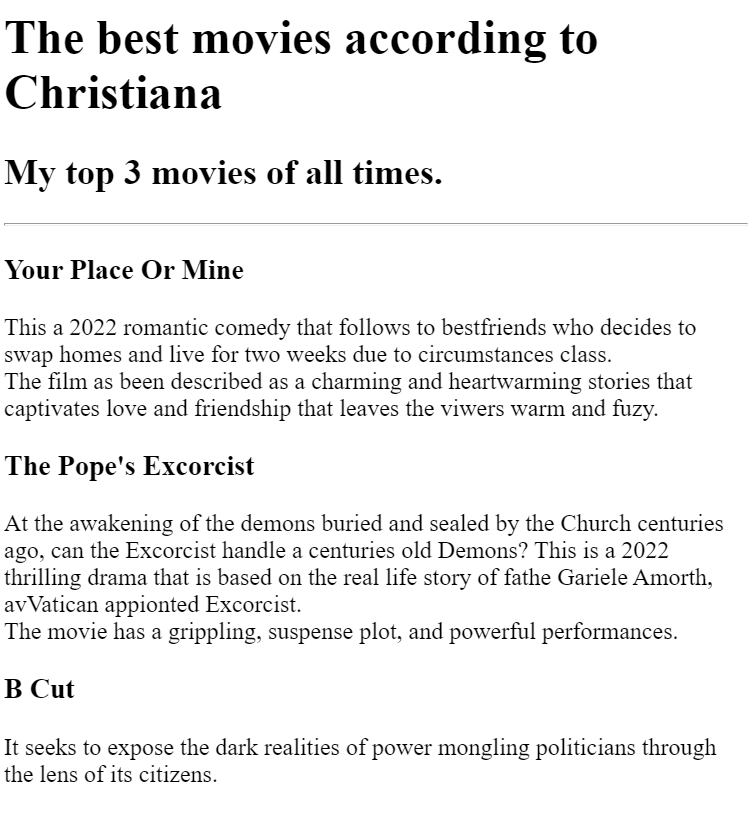 The best movies according to
Christiana
My top 3 movies of all times.
Your Place Or Mine
This a 2022 romantic comedy that follows to bestfriends who decides to
swap homes and live for two weeks due to circumstances class.
The film as been described as a charming and heartwarming stories that
captivates love and friendship that leaves the viwers warm and fuzy.
The Pope's Excorcist
At the awakening of the demons buried and sealed by the Church centuries
ago, can the Excorcist handle a centuries old Demons? This is a 2022
thrilling drama that is based on the real life story of fathe Gariele Amorth,
avVatican appionted Excorcist.
The movie has a grippling, suspense plot, and powerful performances.
B Cut
It seeks to expose the dark realities of power mongling politicians through
the lens of its citizens.